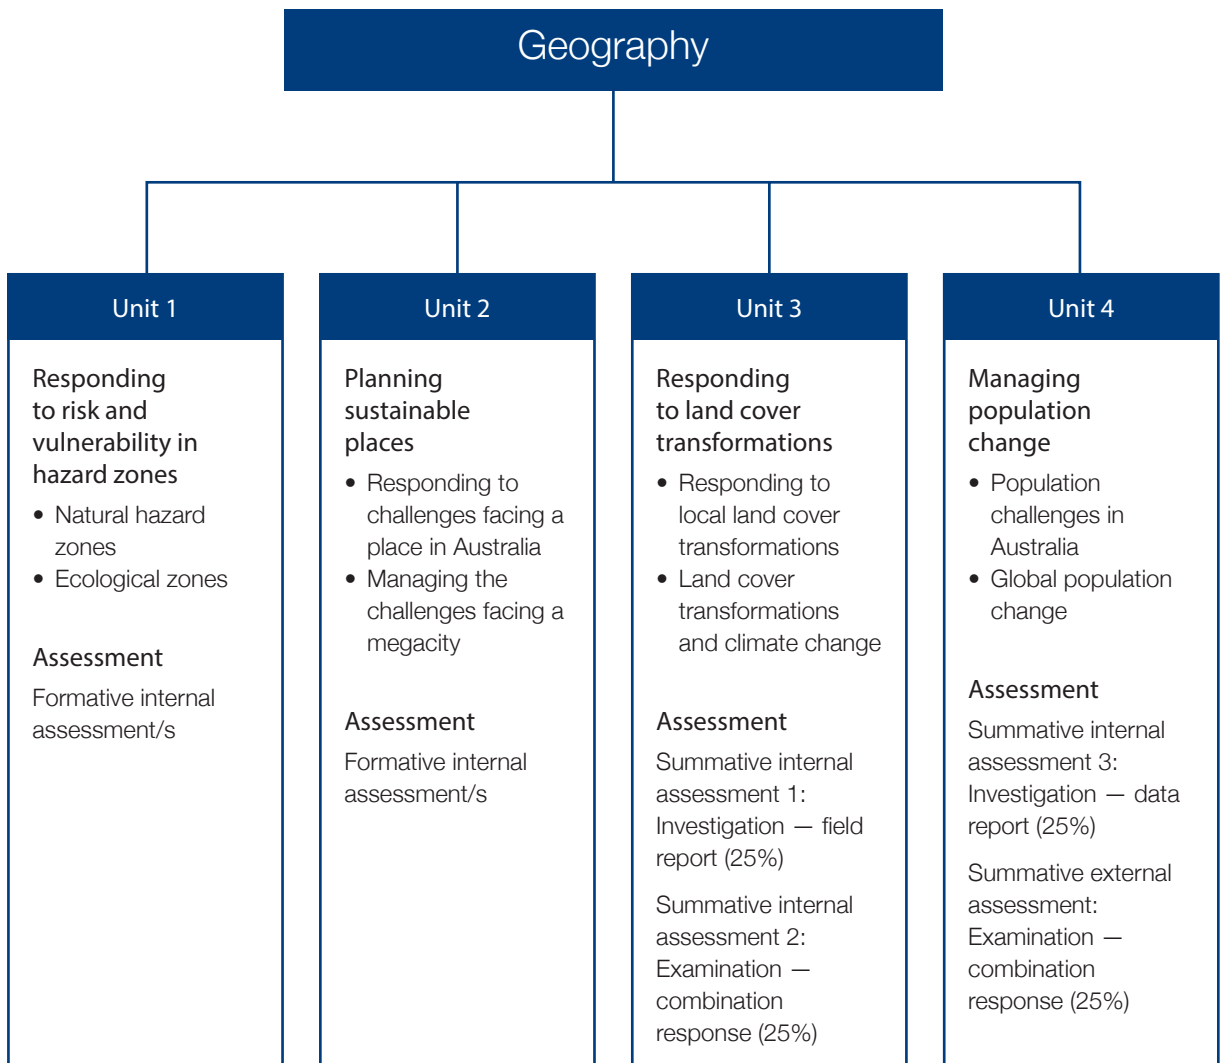 Geography
Unit 1
Responding
to risk and
vulnerability in
hazard zones
• Natural hazard
zones
• Ecological zones
Assessment
Formative internal
assessment/s
Unit 2
Planning
sustainable
places
• Responding to
challenges facing a
place in Australia
• Managing the
challenges facing a
megacity
Assessment
Formative internal
assessment/s
Unit 3
Responding
to land cover
transformations
• Responding to
local land cover
transformations
• Land cover
transformations
and climate change
Assessment
Summative internal
assessment 1:
Investigation — field
report (25%)
Summative internal
assessment 2:
Examination —
combination
response (25%)
Unit 4
Managing
population
change
• Population
challenges in
Australia
• Global population
change
Assessment
Summative internal
assessment 3:
Investigation — data
report (25%)
Summative external
assessment:
Examination —
combination
response (25%)